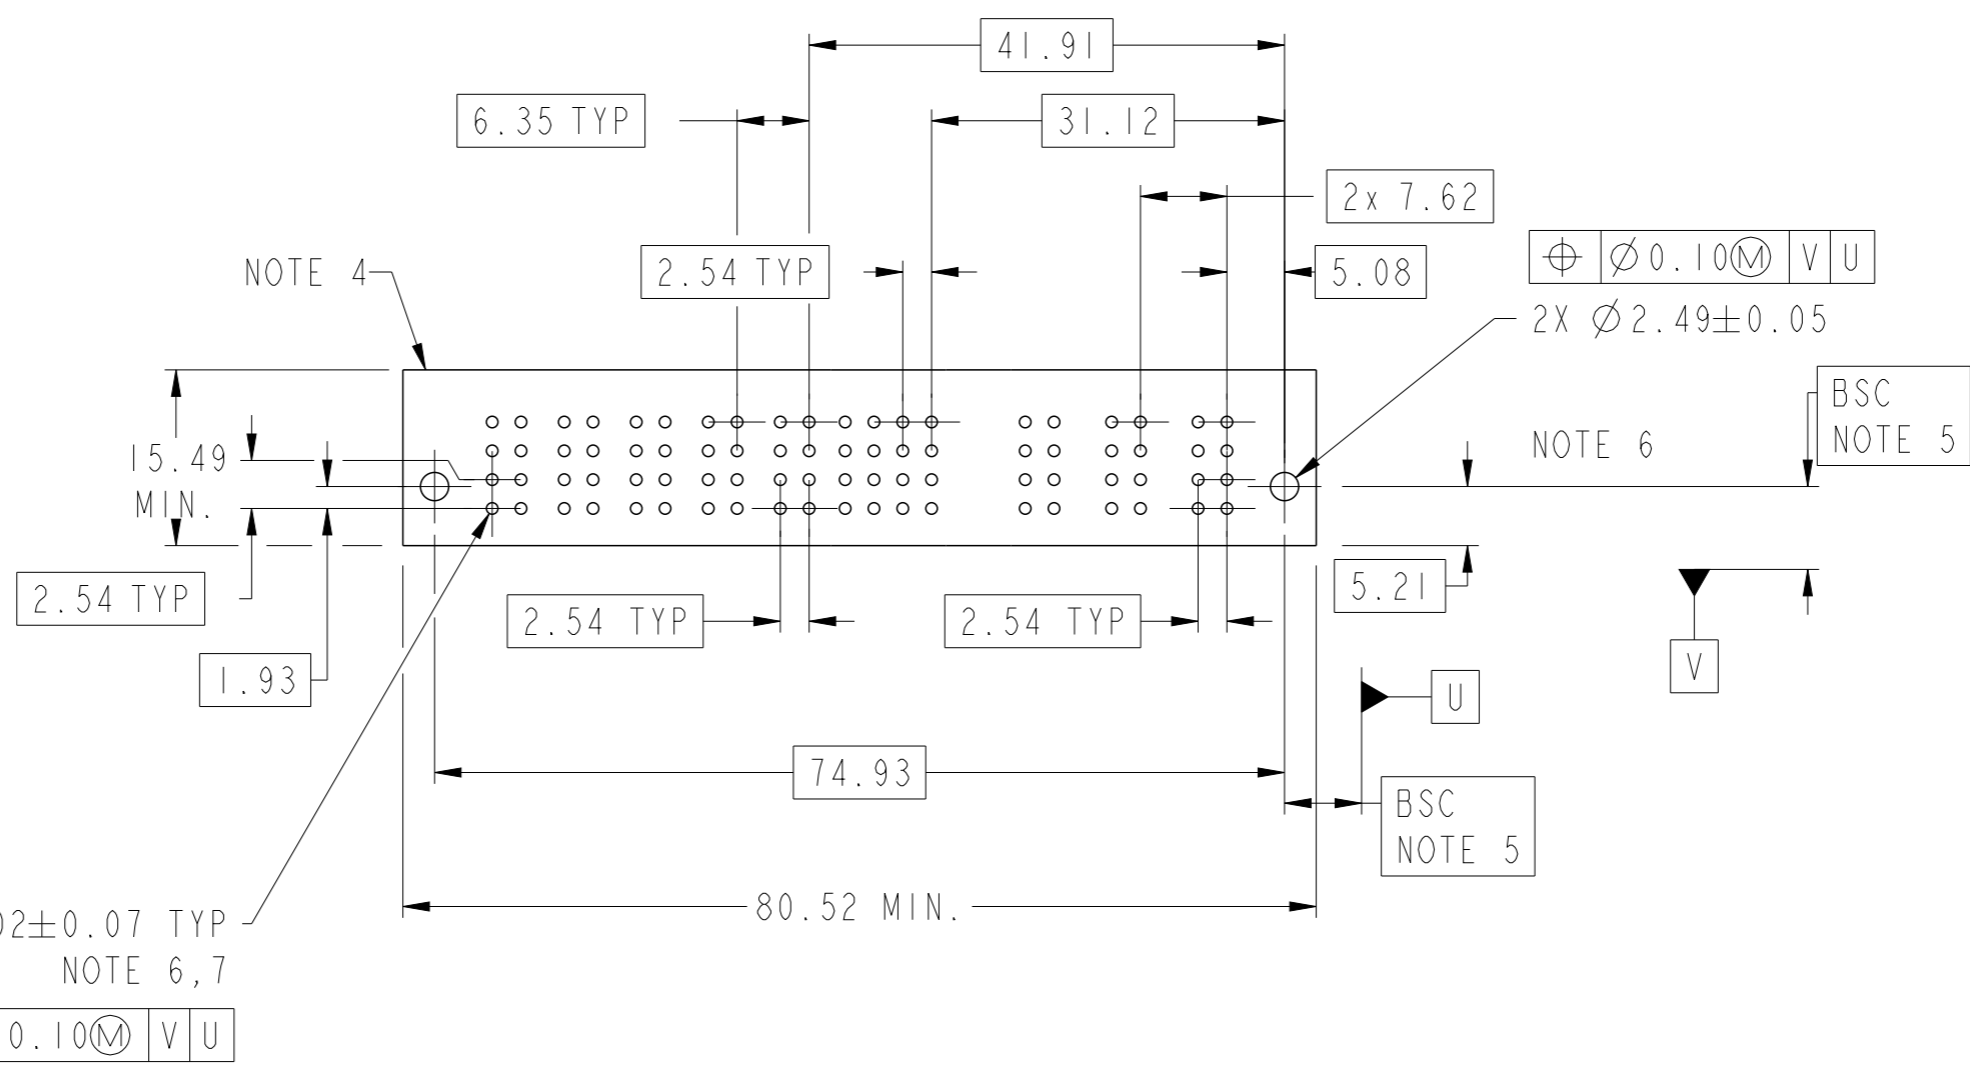 41.91
6.35 TYP
31.12
2x 7.62
NOTE 4
2.54 TYP
5.08
⌖ ⌀0.10Ⓜ V U
2X ⌀2.49±0.05
BSC
NOTE 5
15.49
MIN.
NOTE 6
2.54 TYP
2.54 TYP
2.54 TYP
5.21
V
1.93
U
74.93
BSC
NOTE 5
80.52 MIN.
02±0.07 TYP
NOTE 6,7
0.10Ⓜ V U